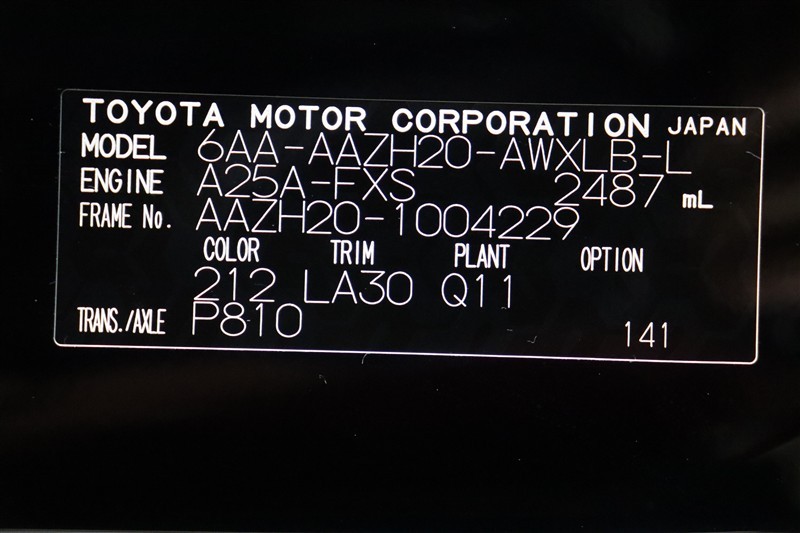 TOYOTA MOTOR CORPORATION JAPAN
MODEL 6AA-AAZH20-AWXLB-L
ENGINE A25A-FXS 2487 mL
FRAME No. AAZH20-1004229
COLOR TRIM PLANT OPTION
212 LA30 Q11
TRANS./AXLE P810 141